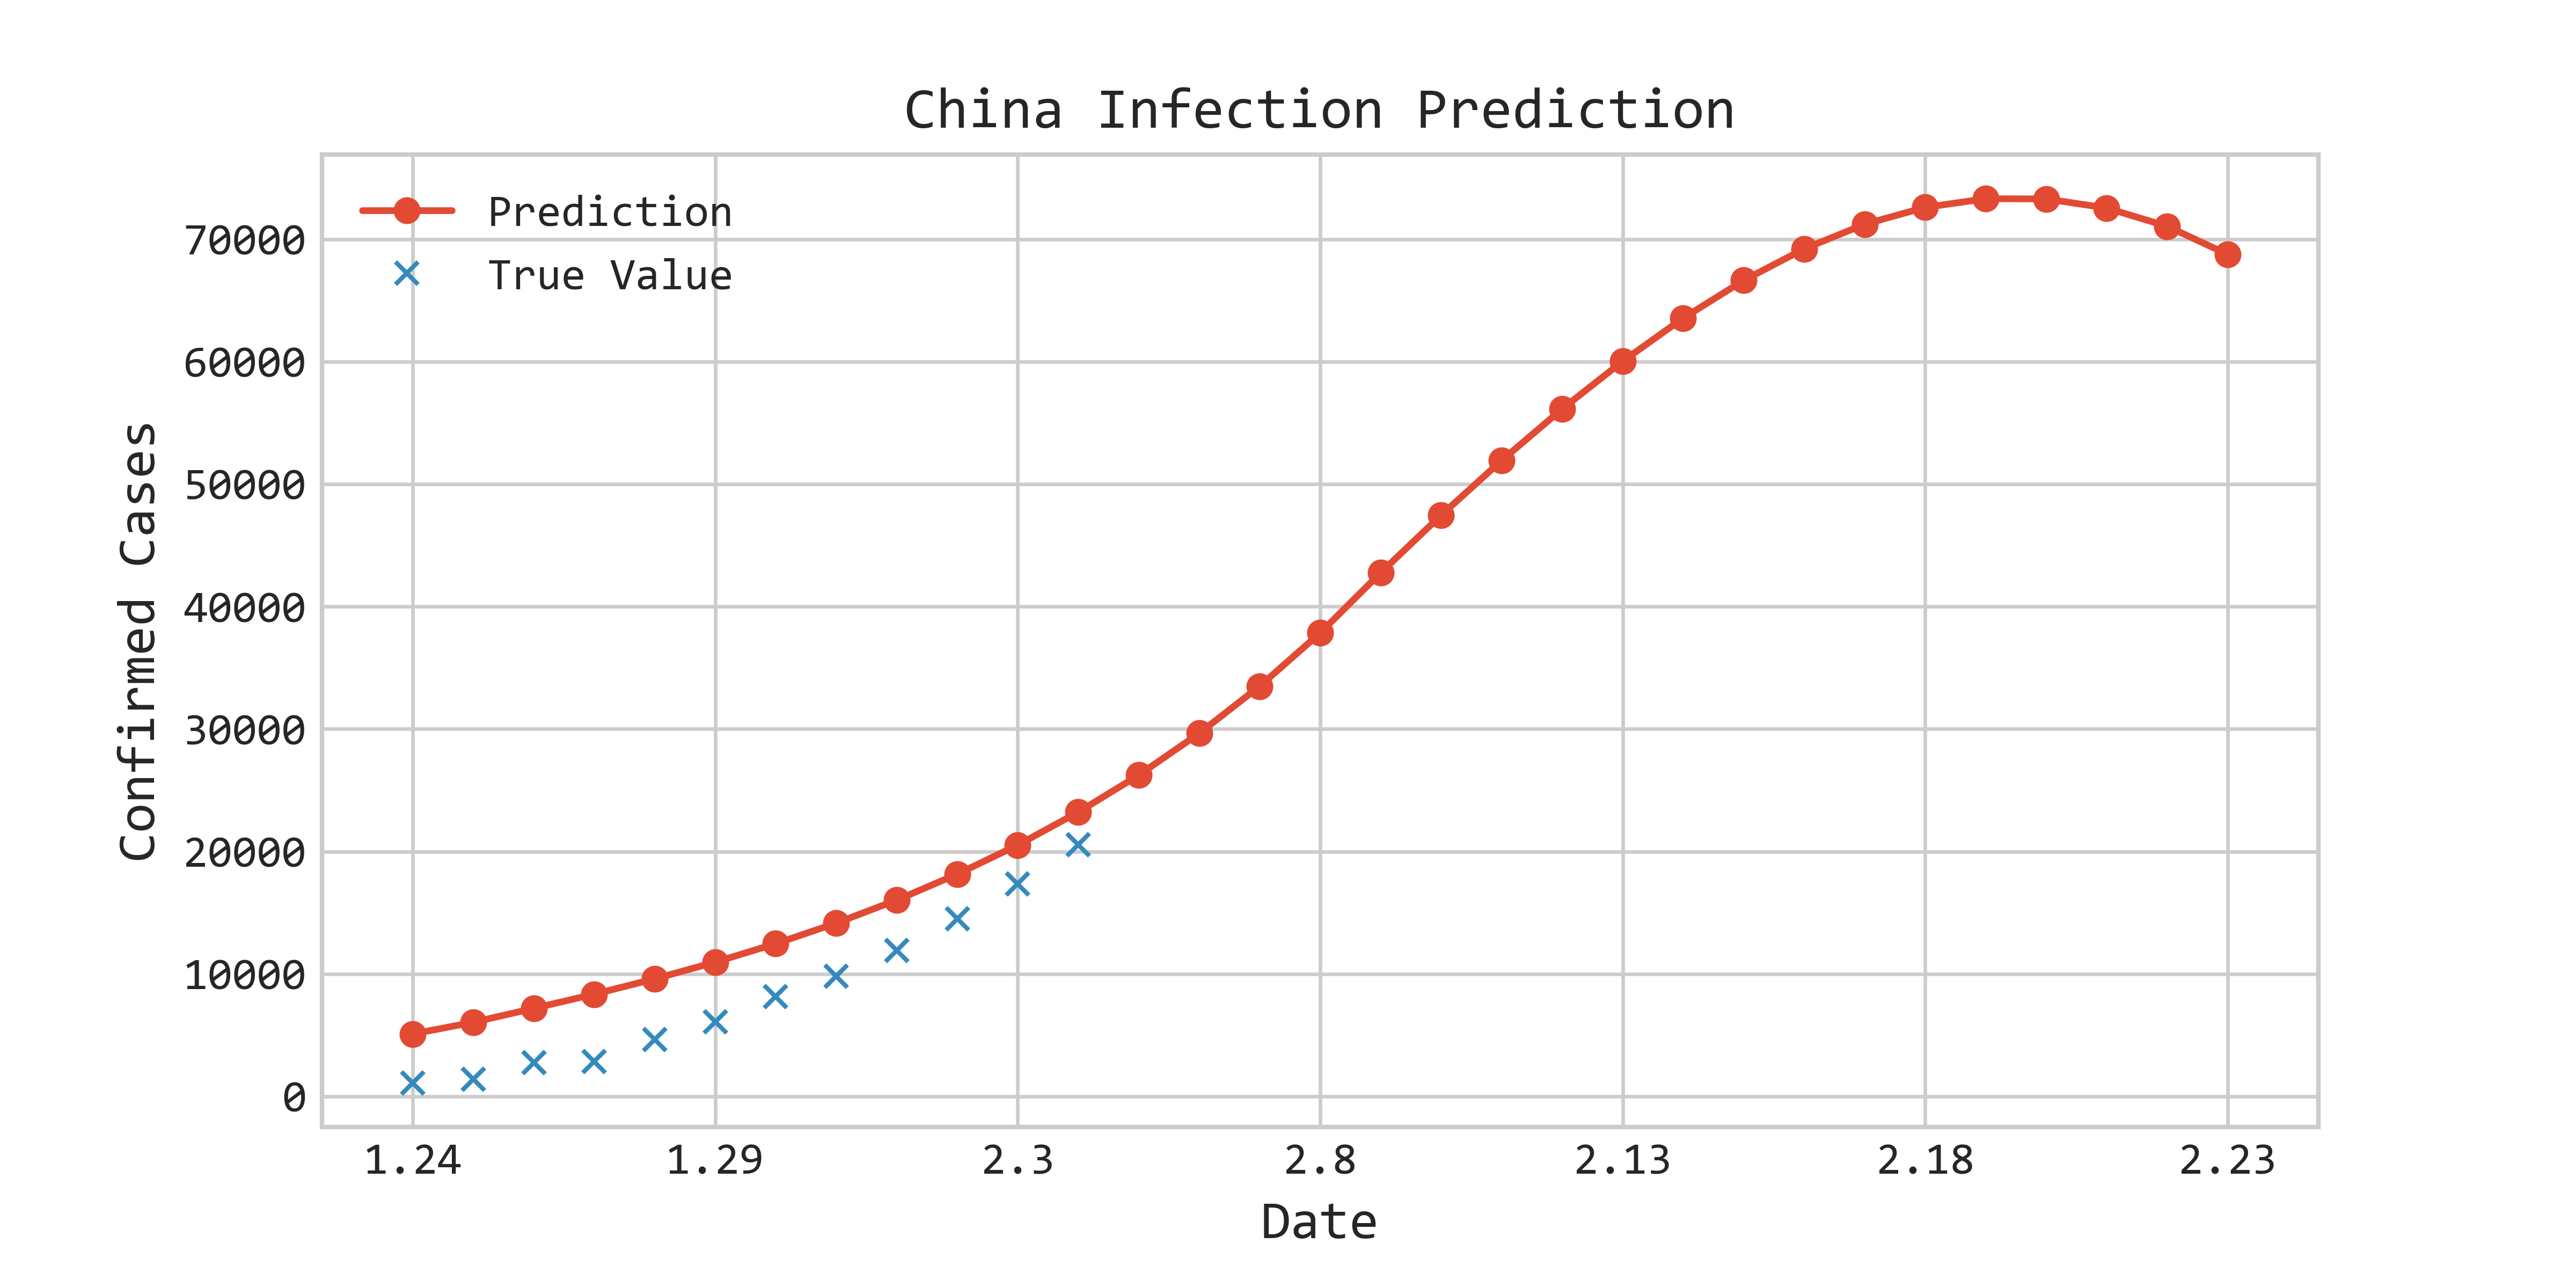 China Infection Prediction
Prediction
True Value
Confirmed Cases
70000
60000
50000
40000
30000
20000
10000
0
1.24 1.29 2.3 2.8 2.13 2.18 2.23
Date